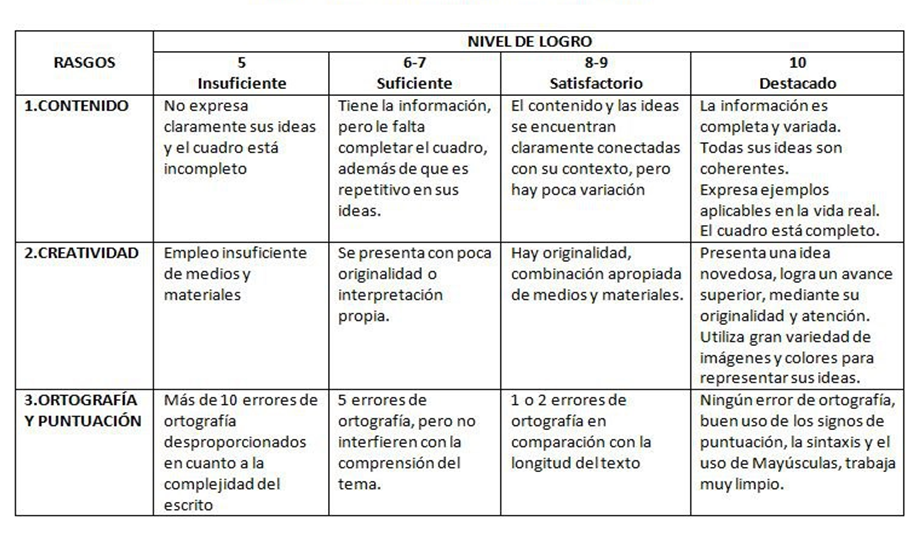 NIVEL DE LOGRO
RASGOS
5
Insuficiente
6-7
Suficiente
8-9
Satisfactorio
10
Destacado
1.CONTENIDO
No expresa
claramente sus ideas
y el cuadro está
incompleto
Tiene la información,
pero le falta
completar el cuadro,
además de que es
repetitivo en sus
ideas.
El contenido y las ideas
se encuentran
claramente conectadas
con su contexto, pero
hay poca variación
La información es
completa y variada.
Todas sus ideas son
coherentes.
Expresa ejemplos
aplicables en la vida real.
El cuadro está completo.
2.CREATIVIDAD
Empleo insuficiente
de medios y
materiales
Se presenta con poca
originalidad o
interpretación
propia.
Hay originalidad,
combinación apropiada
de medios y materiales.
Presenta una idea
novedosa, logra un avance
superior, mediante su
originalidad y atención.
Utiliza gran variedad de
imágenes y colores para
representar sus ideas.
3.ORTOGRAFÍA
Y PUNTUACIÓN
Más de 10 errores de
ortografía
desproporcionados
en cuanto a la
complejidad del
escrito
5 errores de
ortografía, pero no
interfieren con la
comprensión del
tema.
1 o 2 errores de
ortografía en
comparación con la
longitud del texto
Ningún error de ortografía,
buen uso de los signos de
puntuación, la sintaxis y el
uso de Mayúsculas, trabaja
muy limpio.